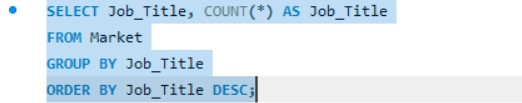 SELECT Job_Title, COUNT(*) AS Job_Title
FROM Market
GROUP BY Job_Title
ORDER BY Job_Title DESC;